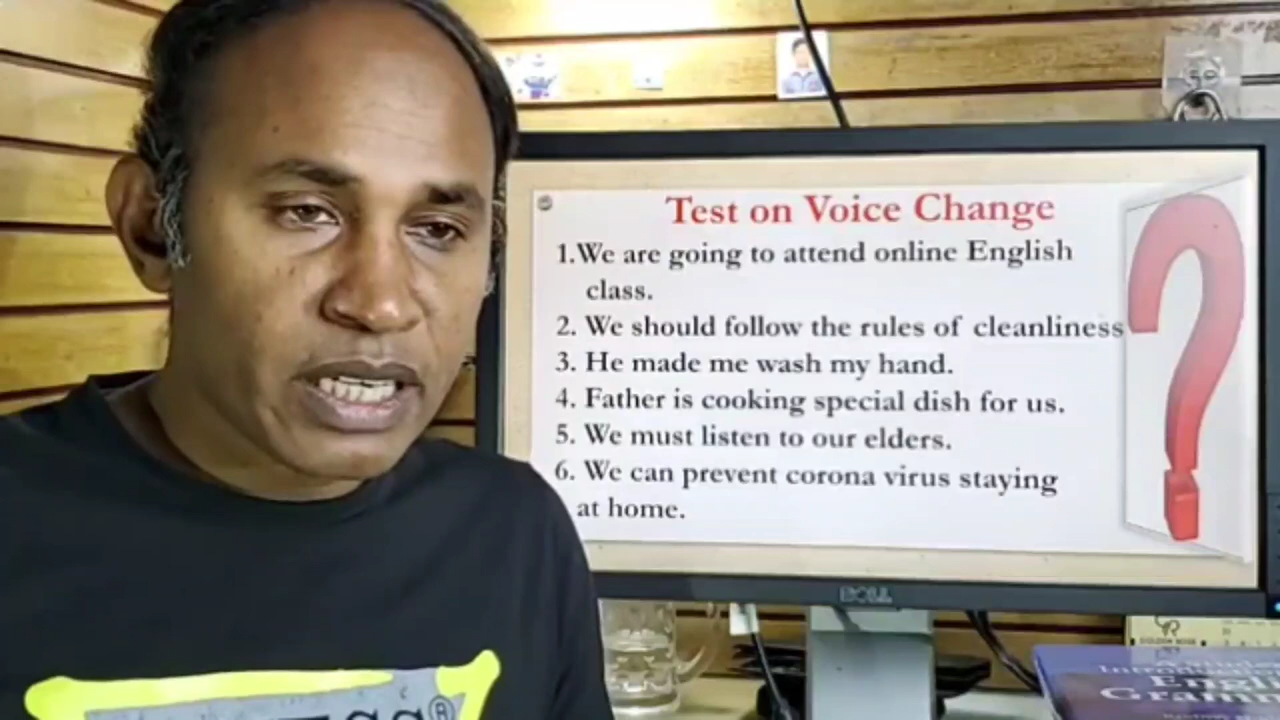 Test on Voice Change
1.We are going to attend online English
class.
2. We should follow the rules of cleanliness
3. He made me wash my hand.
4. Father is cooking special dish for us.
5. We must listen to our elders.
6. We can prevent corona virus staying
at home.
DELL